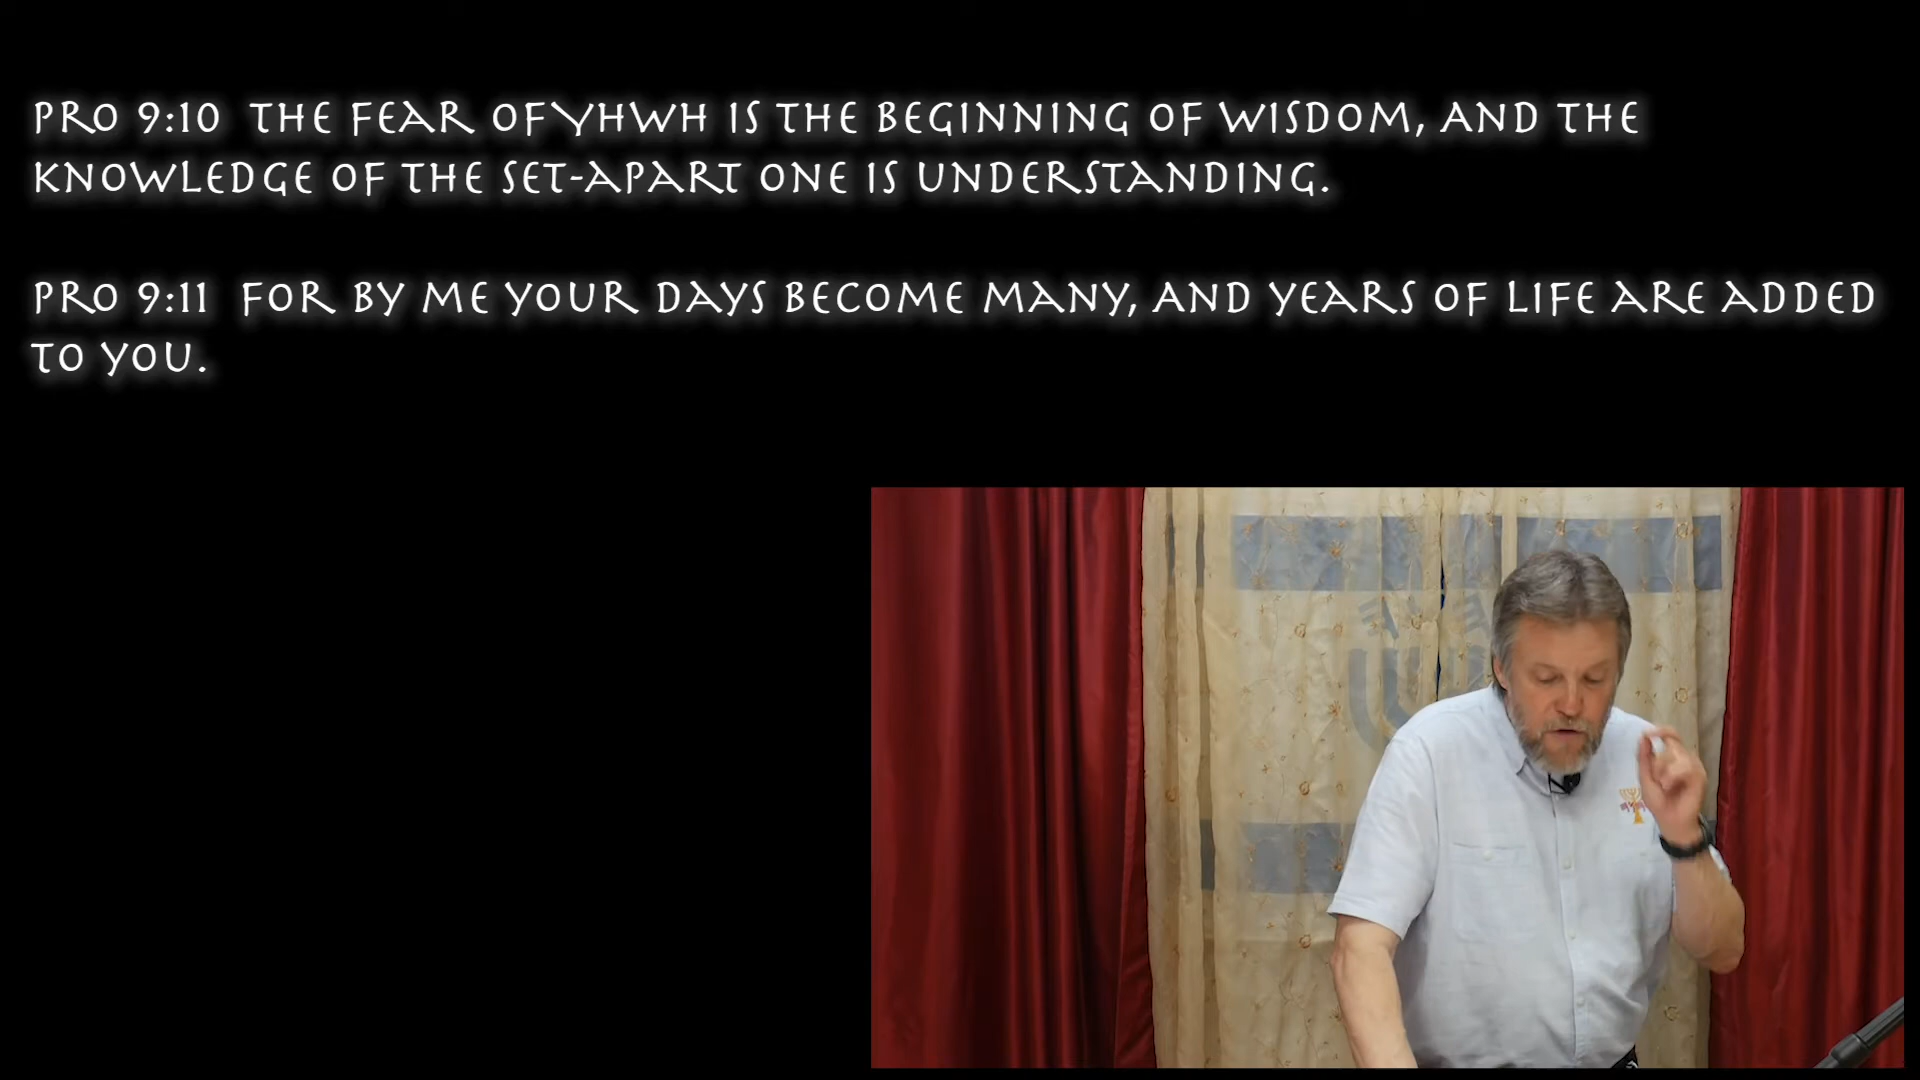 PRO 9:10 THE FEAR OF YHWH IS THE BEGINNING OF WISDOM, AND THE
KNOWLEDGE OF THE SET-APART ONE IS UNDERSTANDING.
PRO 9:11 FOR BY ME YOUR DAYS BECOME MANY, AND YEARS OF LIFE ARE ADDED
TO YOU.